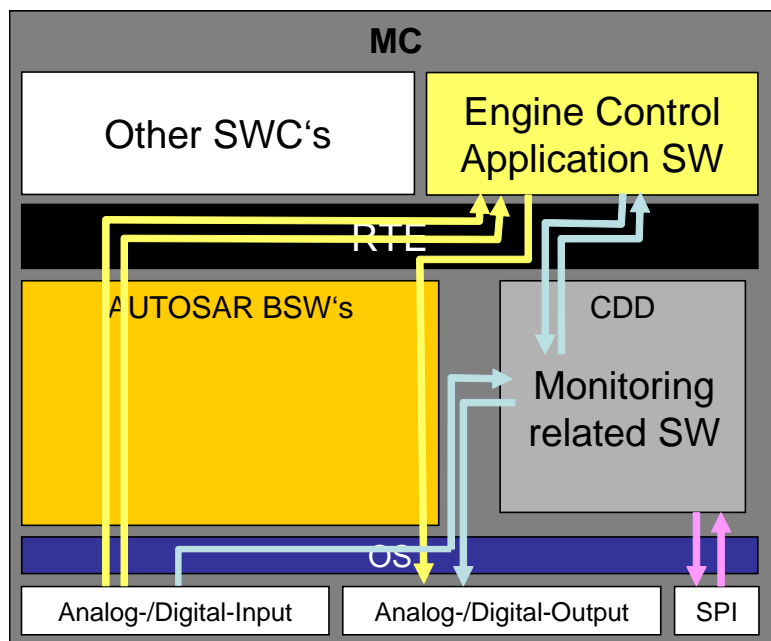 MC
Other SWC‘s
Engine Control
Application SW
RTE
AUTOSAR BSW‘s
CDD
Monitoring
related SW
OS
Analog-/Digital-Input
Analog-/Digital-Output
SPI